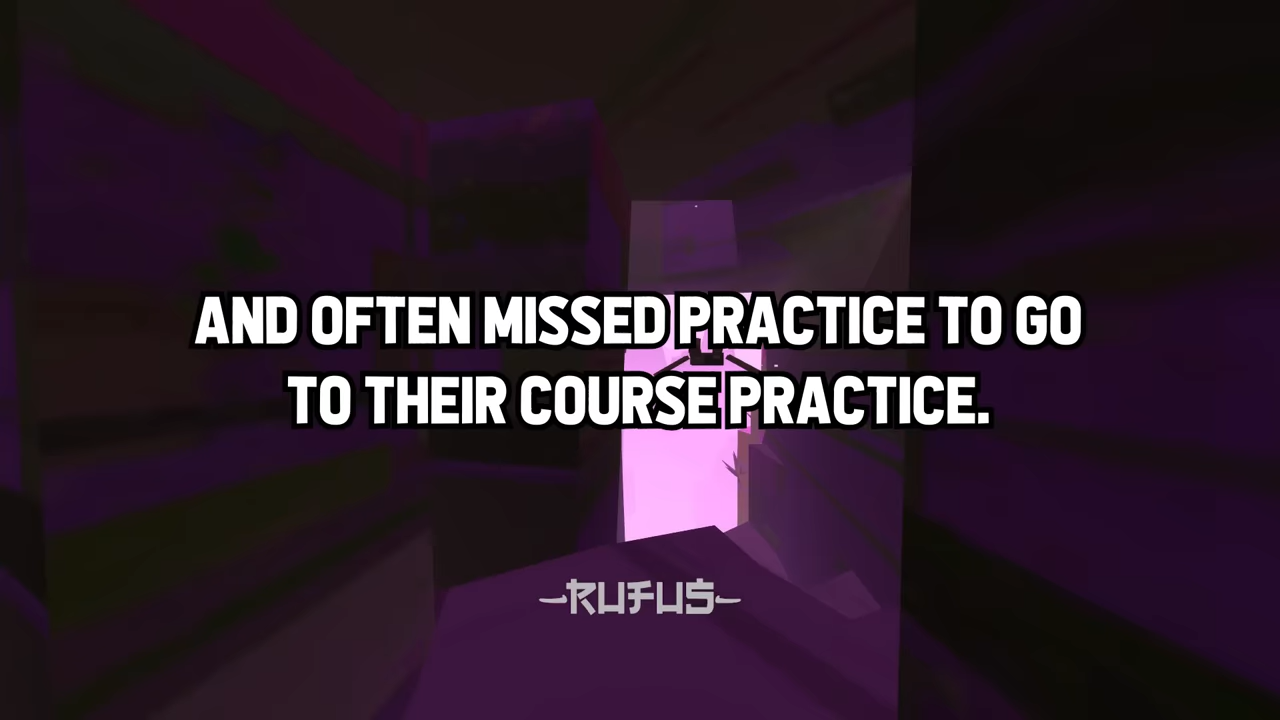 AND OFTEN MISSED PRACTICE TO GO
TO THEIR COURSE PRACTICE.
RUFUS